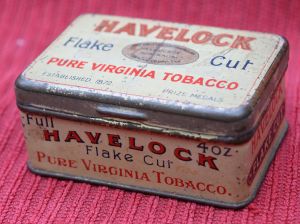 HAVELOCK
Flake Cut
PURE VIRGINIA TOBACCO
ESTABLISHED 1872. PRIZE MEDALS
Full 4oz.
HAVELOCK
Flake Cut
PURE VIRGINIA TOBACCO.